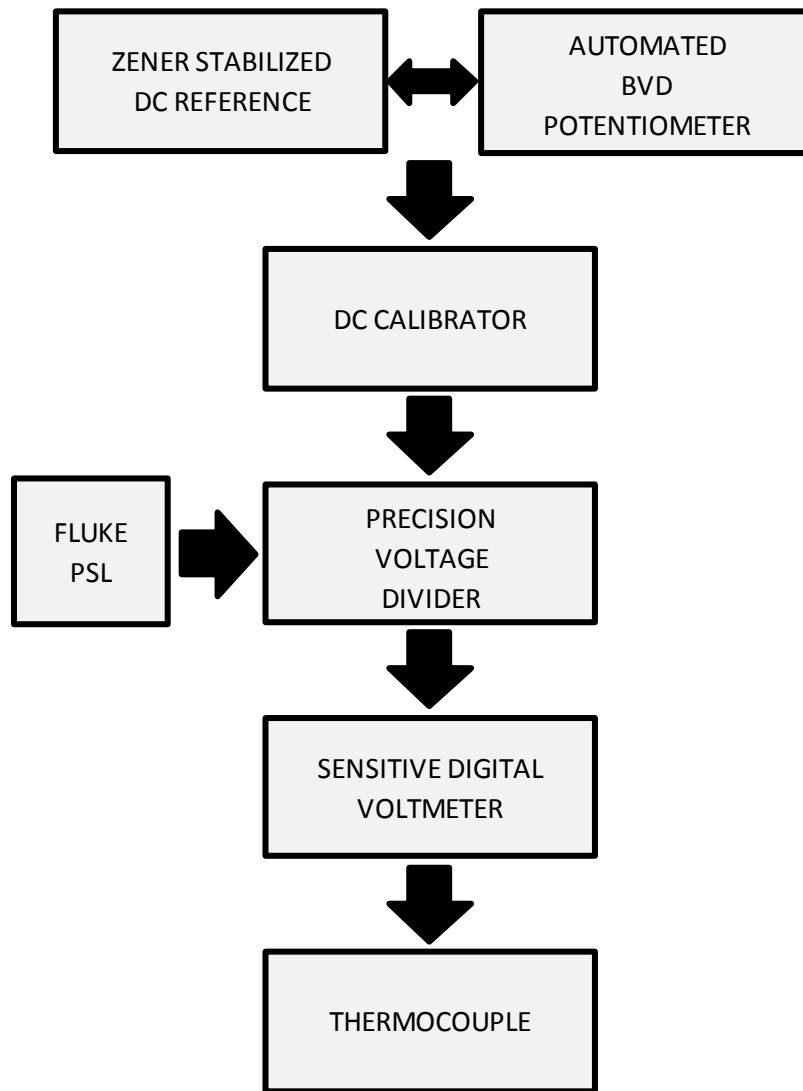 ZENER STABILIZED
DC REFERENCE
AUTOMATED
BVD
POTENTIOMETER
DC CALIBRATOR
FLUKE
PSL
PRECISION
VOLTAGE
DIVIDER
SENSITIVE DIGITAL
VOLTMETER
THERMOCOUPLE